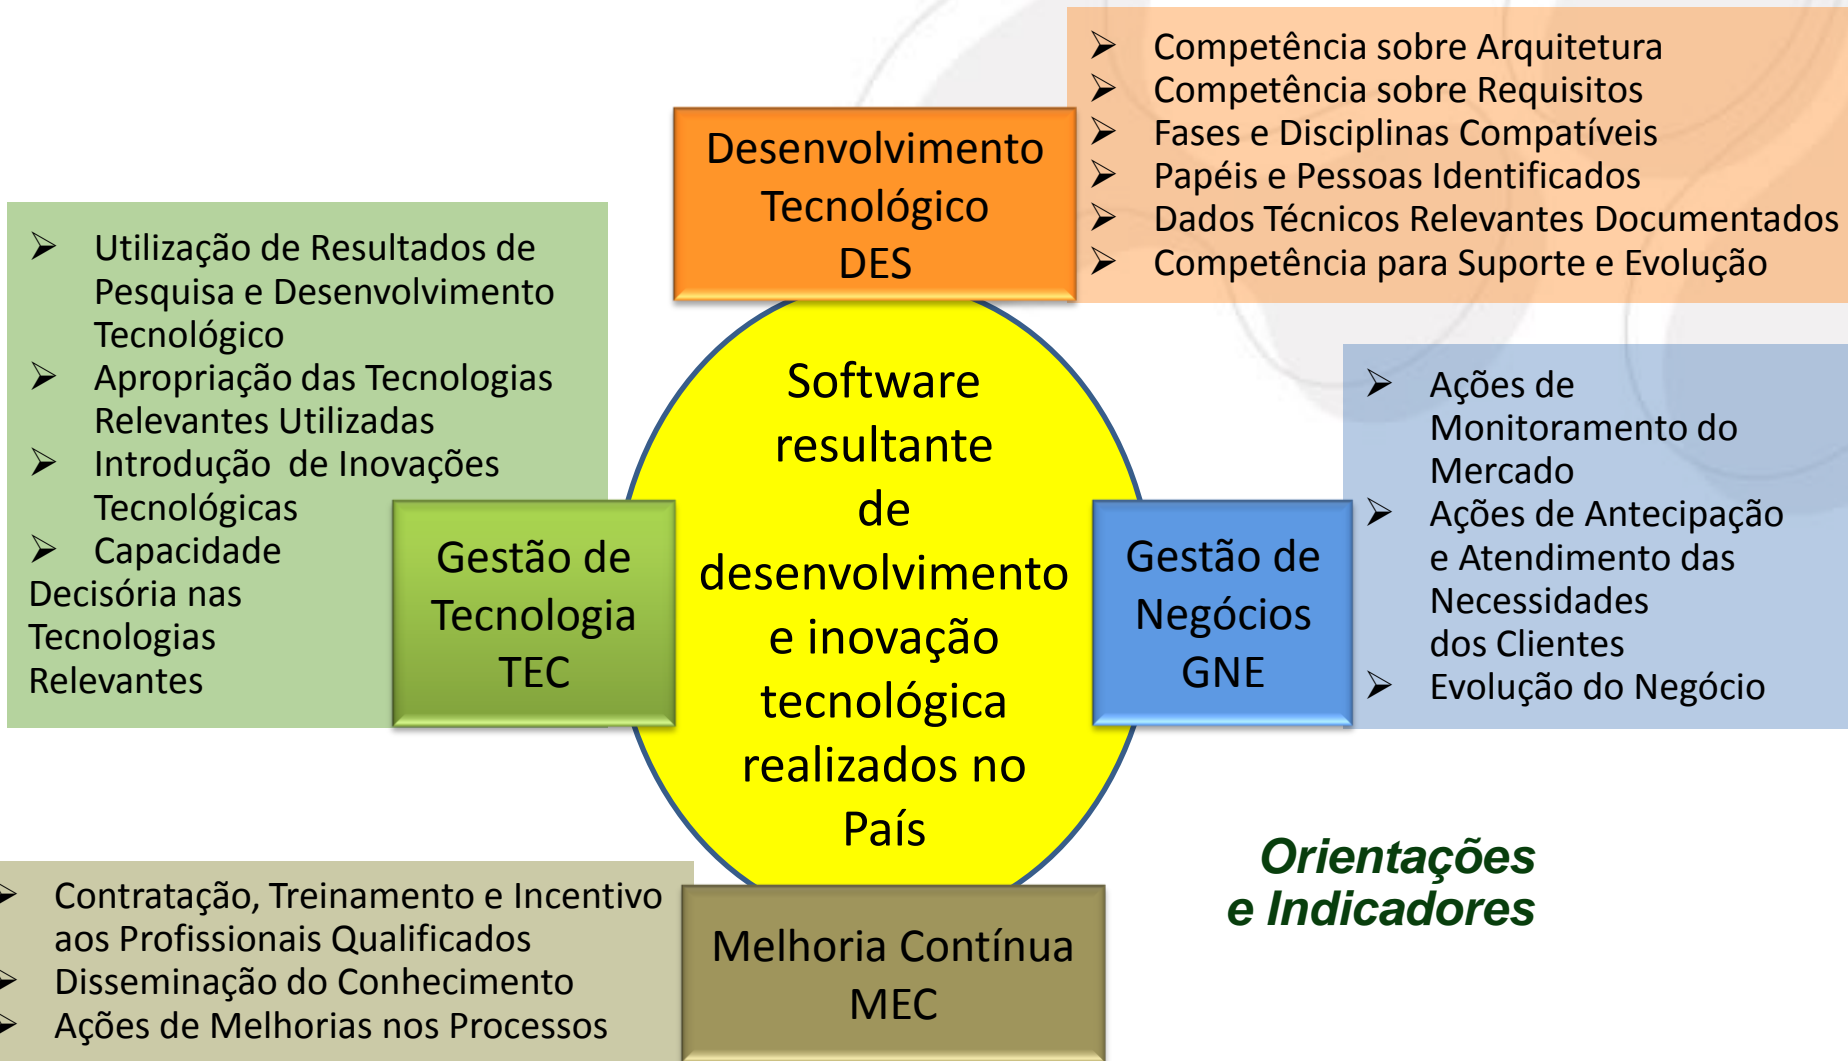 ➢ Competência sobre Arquitetura
➢ Competência sobre Requisitos
➢ Fases e Disciplinas Compatíveis
➢ Papéis e Pessoas Identificados
➢ Dados Técnicos Relevantes Documentados
➢ Competência para Suporte e Evolução
Desenvolvimento
Tecnológico
DES
➢ Utilização de Resultados de
Pesquisa e Desenvolvimento
Tecnológico
➢ Apropriação das Tecnologias
Relevantes Utilizadas
➢ Introdução de Inovações
Tecnológicas
➢ Capacidade
Decisória nas
Tecnologias
Relevantes
Gestão de
Tecnologia
TEC
Software
resultante
de
desenvolvimento
e inovação
tecnológica
realizados no
País
Gestão de
Negócios
GNE
➢ Ações de
Monitoramento do
Mercado
➢ Ações de Antecipação
e Atendimento das
Necessidades
dos Clientes
➢ Evolução do Negócio
➢ Contratação, Treinamento e Incentivo
aos Profissionais Qualificados
➢ Disseminação do Conhecimento
➢ Ações de Melhorias nos Processos
Melhoria Contínua
MEC
Orientações
e Indicadores